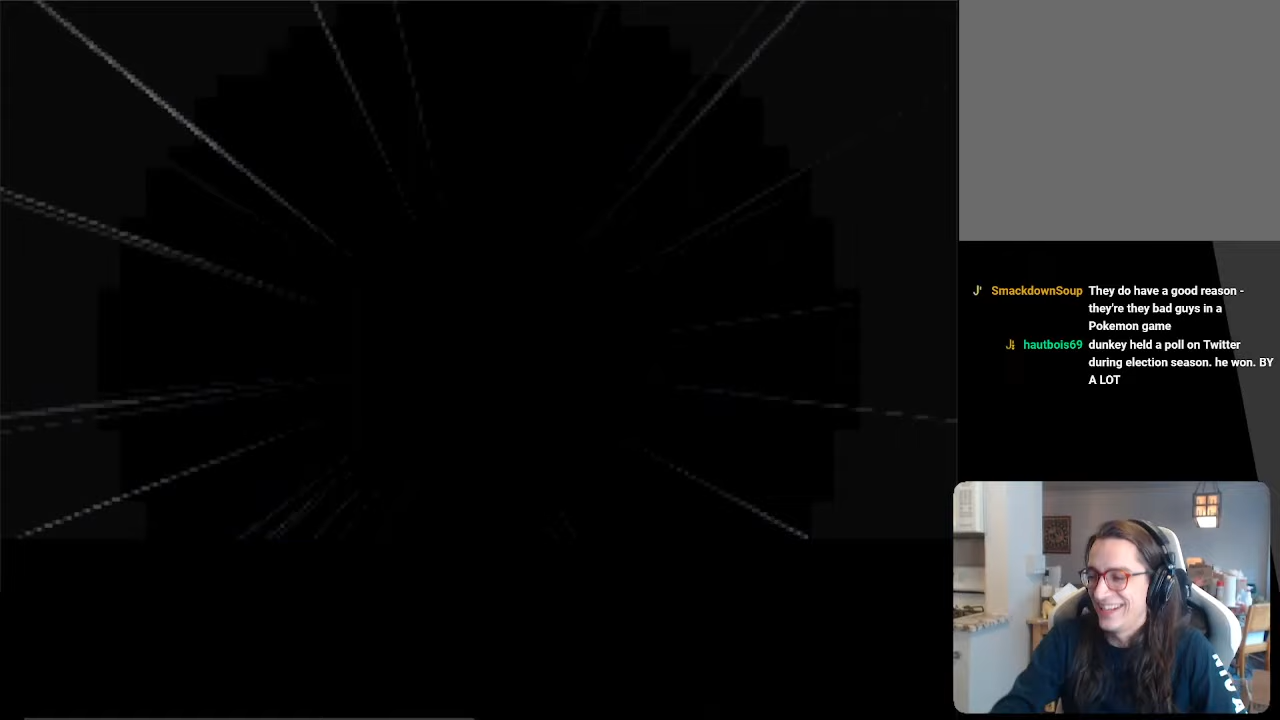 SmackdownSoup They do have a good reason -
they're they bad guys in a
Pokemon game
hautbois69 dunkey held a poll on Twitter
during election season. he won. BY
A LOT